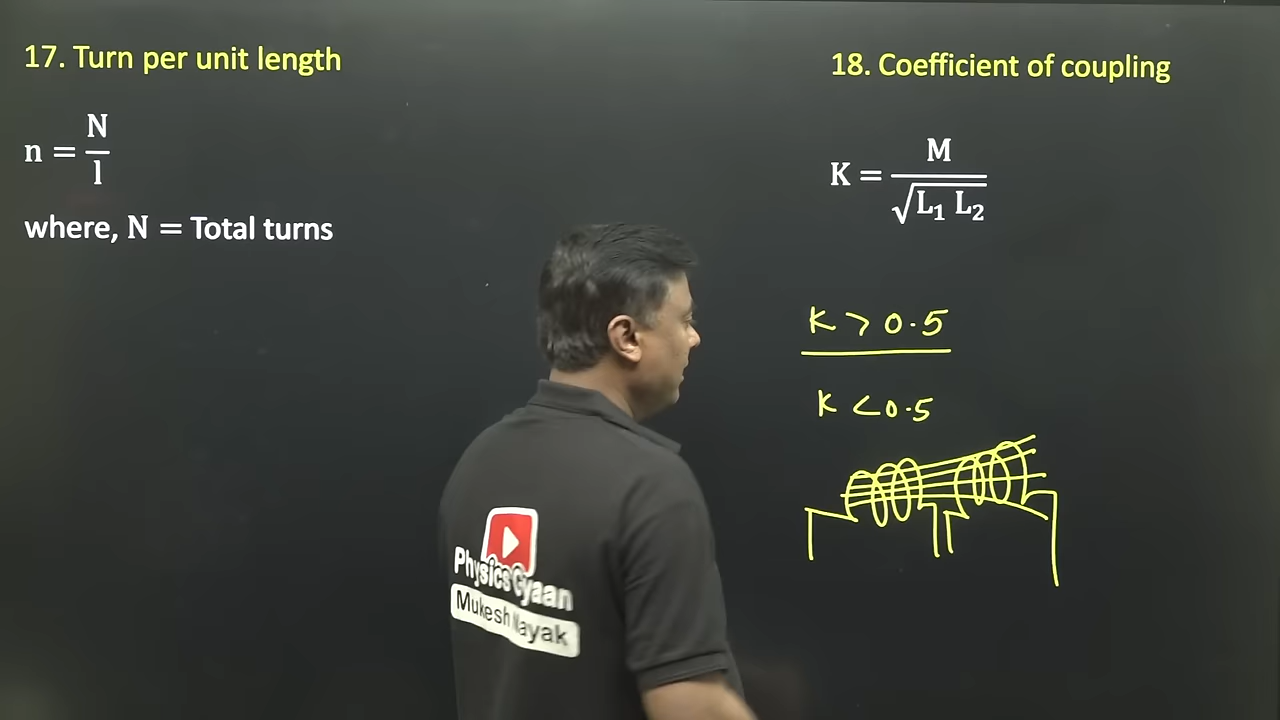 17. Turn per unit length
n = N/l
where, N = Total turns
18. Coefficient of coupling
K = M/√L₁ L₂
K > 0.5
K < 0.5
Physics Gyaan
Mukesh Nayak